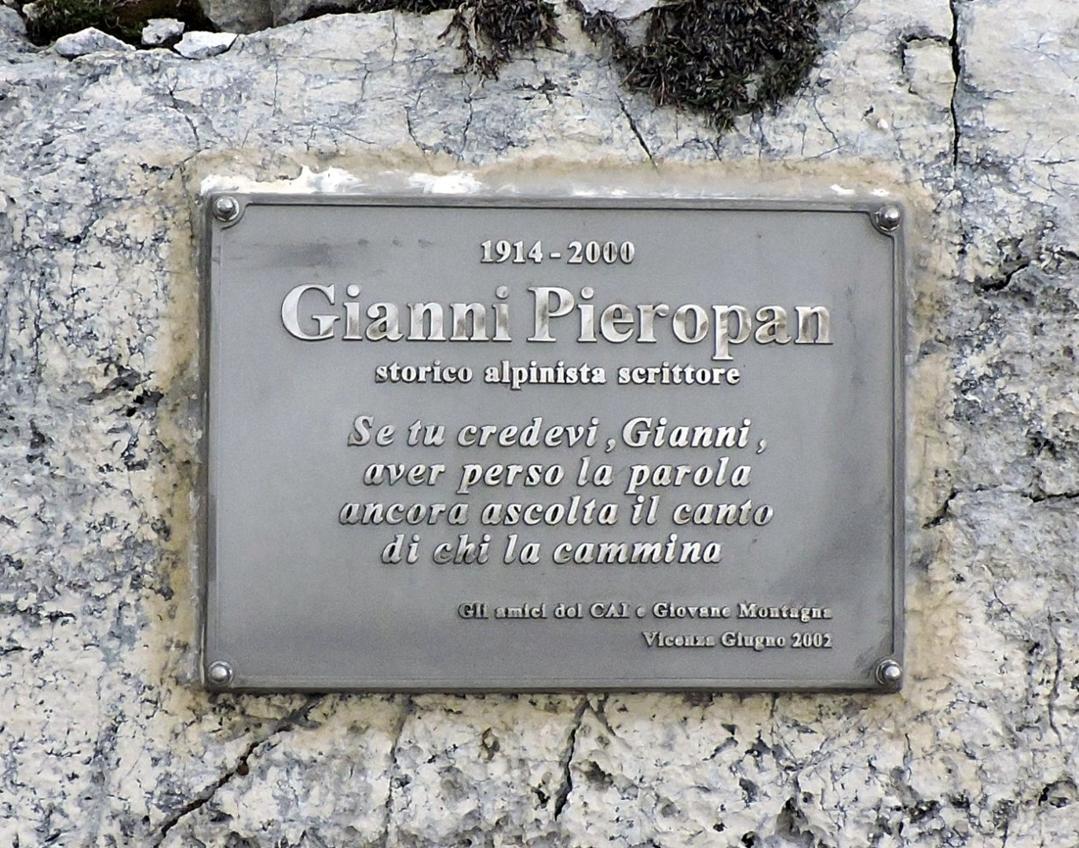 1914-2000
Gianni Pieropan
storico alpinista scrittore
Se tu credevi, Gianni,
aver perso la parola
ancora ascolta il canto
di chi la cammina
Gli amici del CAI e Giovane Montagna
Vicenza Giugno 2002